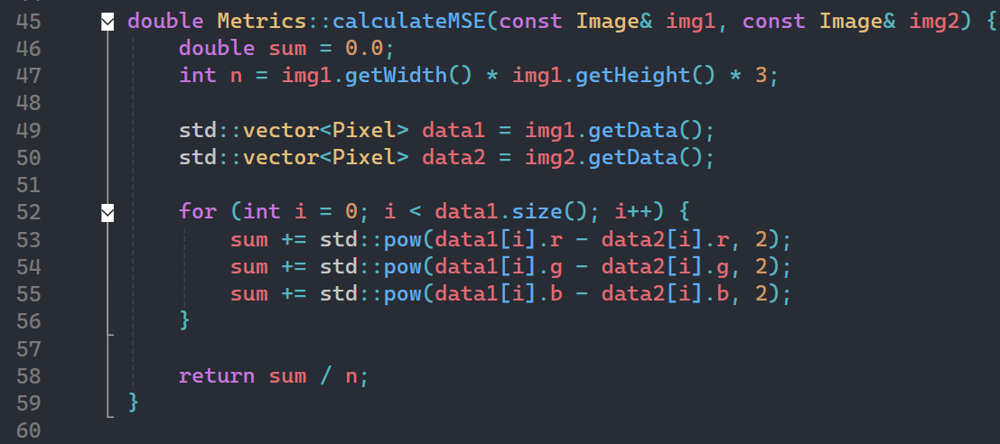 45 double Metrics::calculateMSE(const Image& img1, const Image& img2) {
46     double sum = 0.0;
47     int n = img1.getWidth() * img1.getHeight() * 3;
48
49     std::vector<Pixel> data1 = img1.getData();
50     std::vector<Pixel> data2 = img2.getData();
51
52     for (int i = 0; i < data1.size(); i++) {
53         sum += std::pow(data1[i].r - data2[i].r, 2);
54         sum += std::pow(data1[i].g - data2[i].g, 2);
55         sum += std::pow(data1[i].b - data2[i].b, 2);
56     }
57
58     return sum / n;
59 }
60